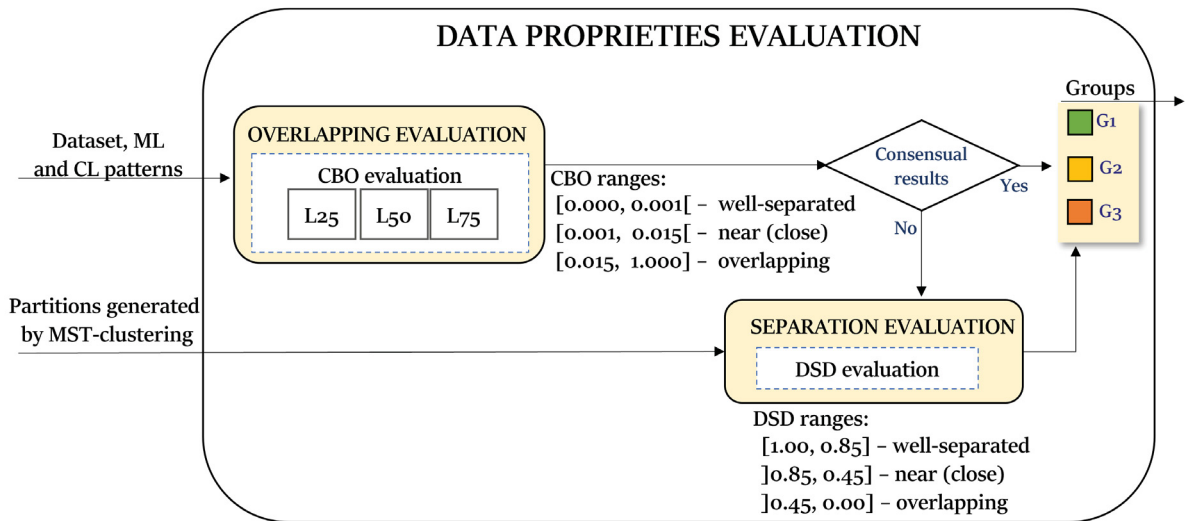 DATA PROPRIETIES EVALUATION
Dataset, ML
and CL patterns
OVERLAPPING EVALUATION
CBO evaluation
L25 L50 L75
CBO ranges:
[0.000, 0.001[ – well-separated
[0.001, 0.015[ – near (close)
[0.015, 1.000] – overlapping
Consensual
results
Yes
No
Groups
G1
G2
G3
Partitions generated
by MST-clustering
SEPARATION EVALUATION
DSD evaluation
DSD ranges:
[1.00, 0.85] – well-separated
]0.85, 0.45] – near (close)
]0.45, 0.00] – overlapping